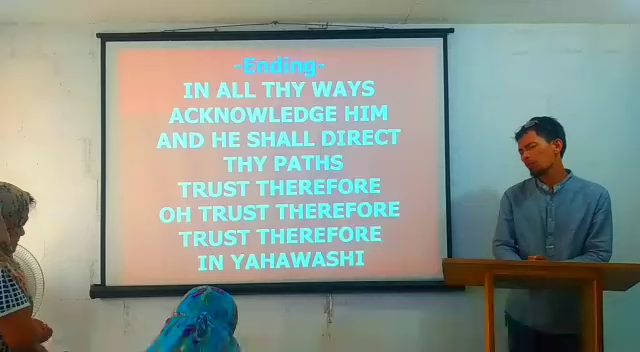 -Ending-
IN ALL THY WAYS
ACKNOWLEDGE HIM
AND HE SHALL DIRECT
THY PATHS
TRUST THEREFORE
OH TRUST THEREFORE
TRUST THEREFORE
IN YAHAWASHI